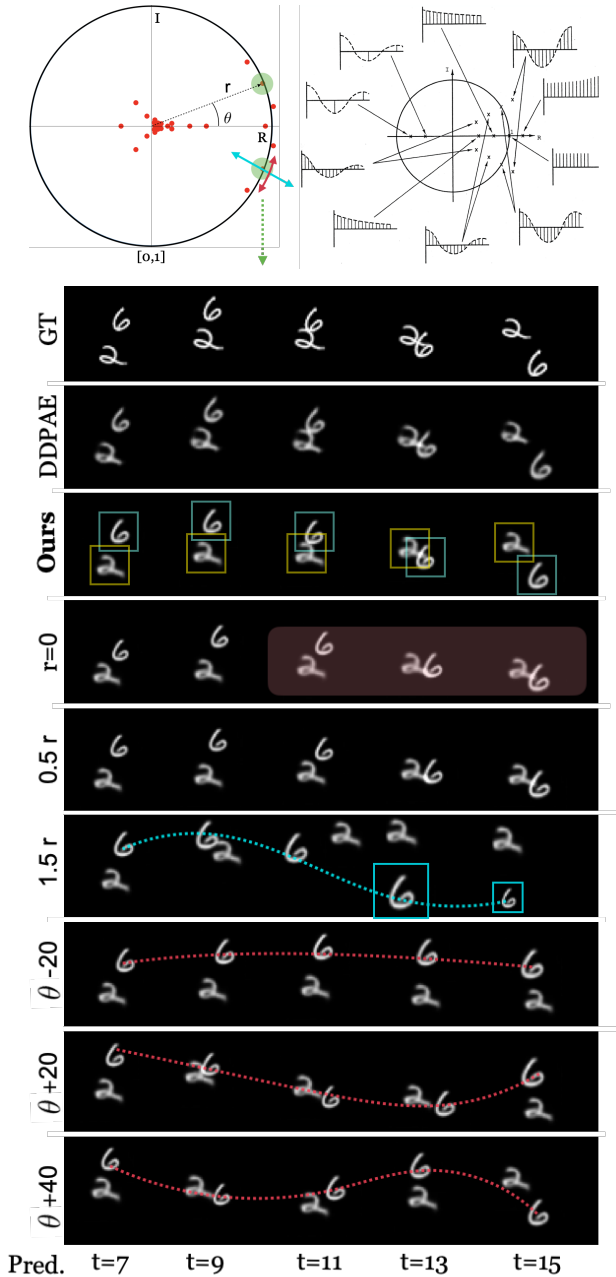 I
r
θ
R
[0,1]
I
1
R
GT
DDPAE
Ours
r=0
0.5 r
1.5 r
θ-20
θ+20
θ+40
Pred. t=7 t=9 t=11 t=13 t=15